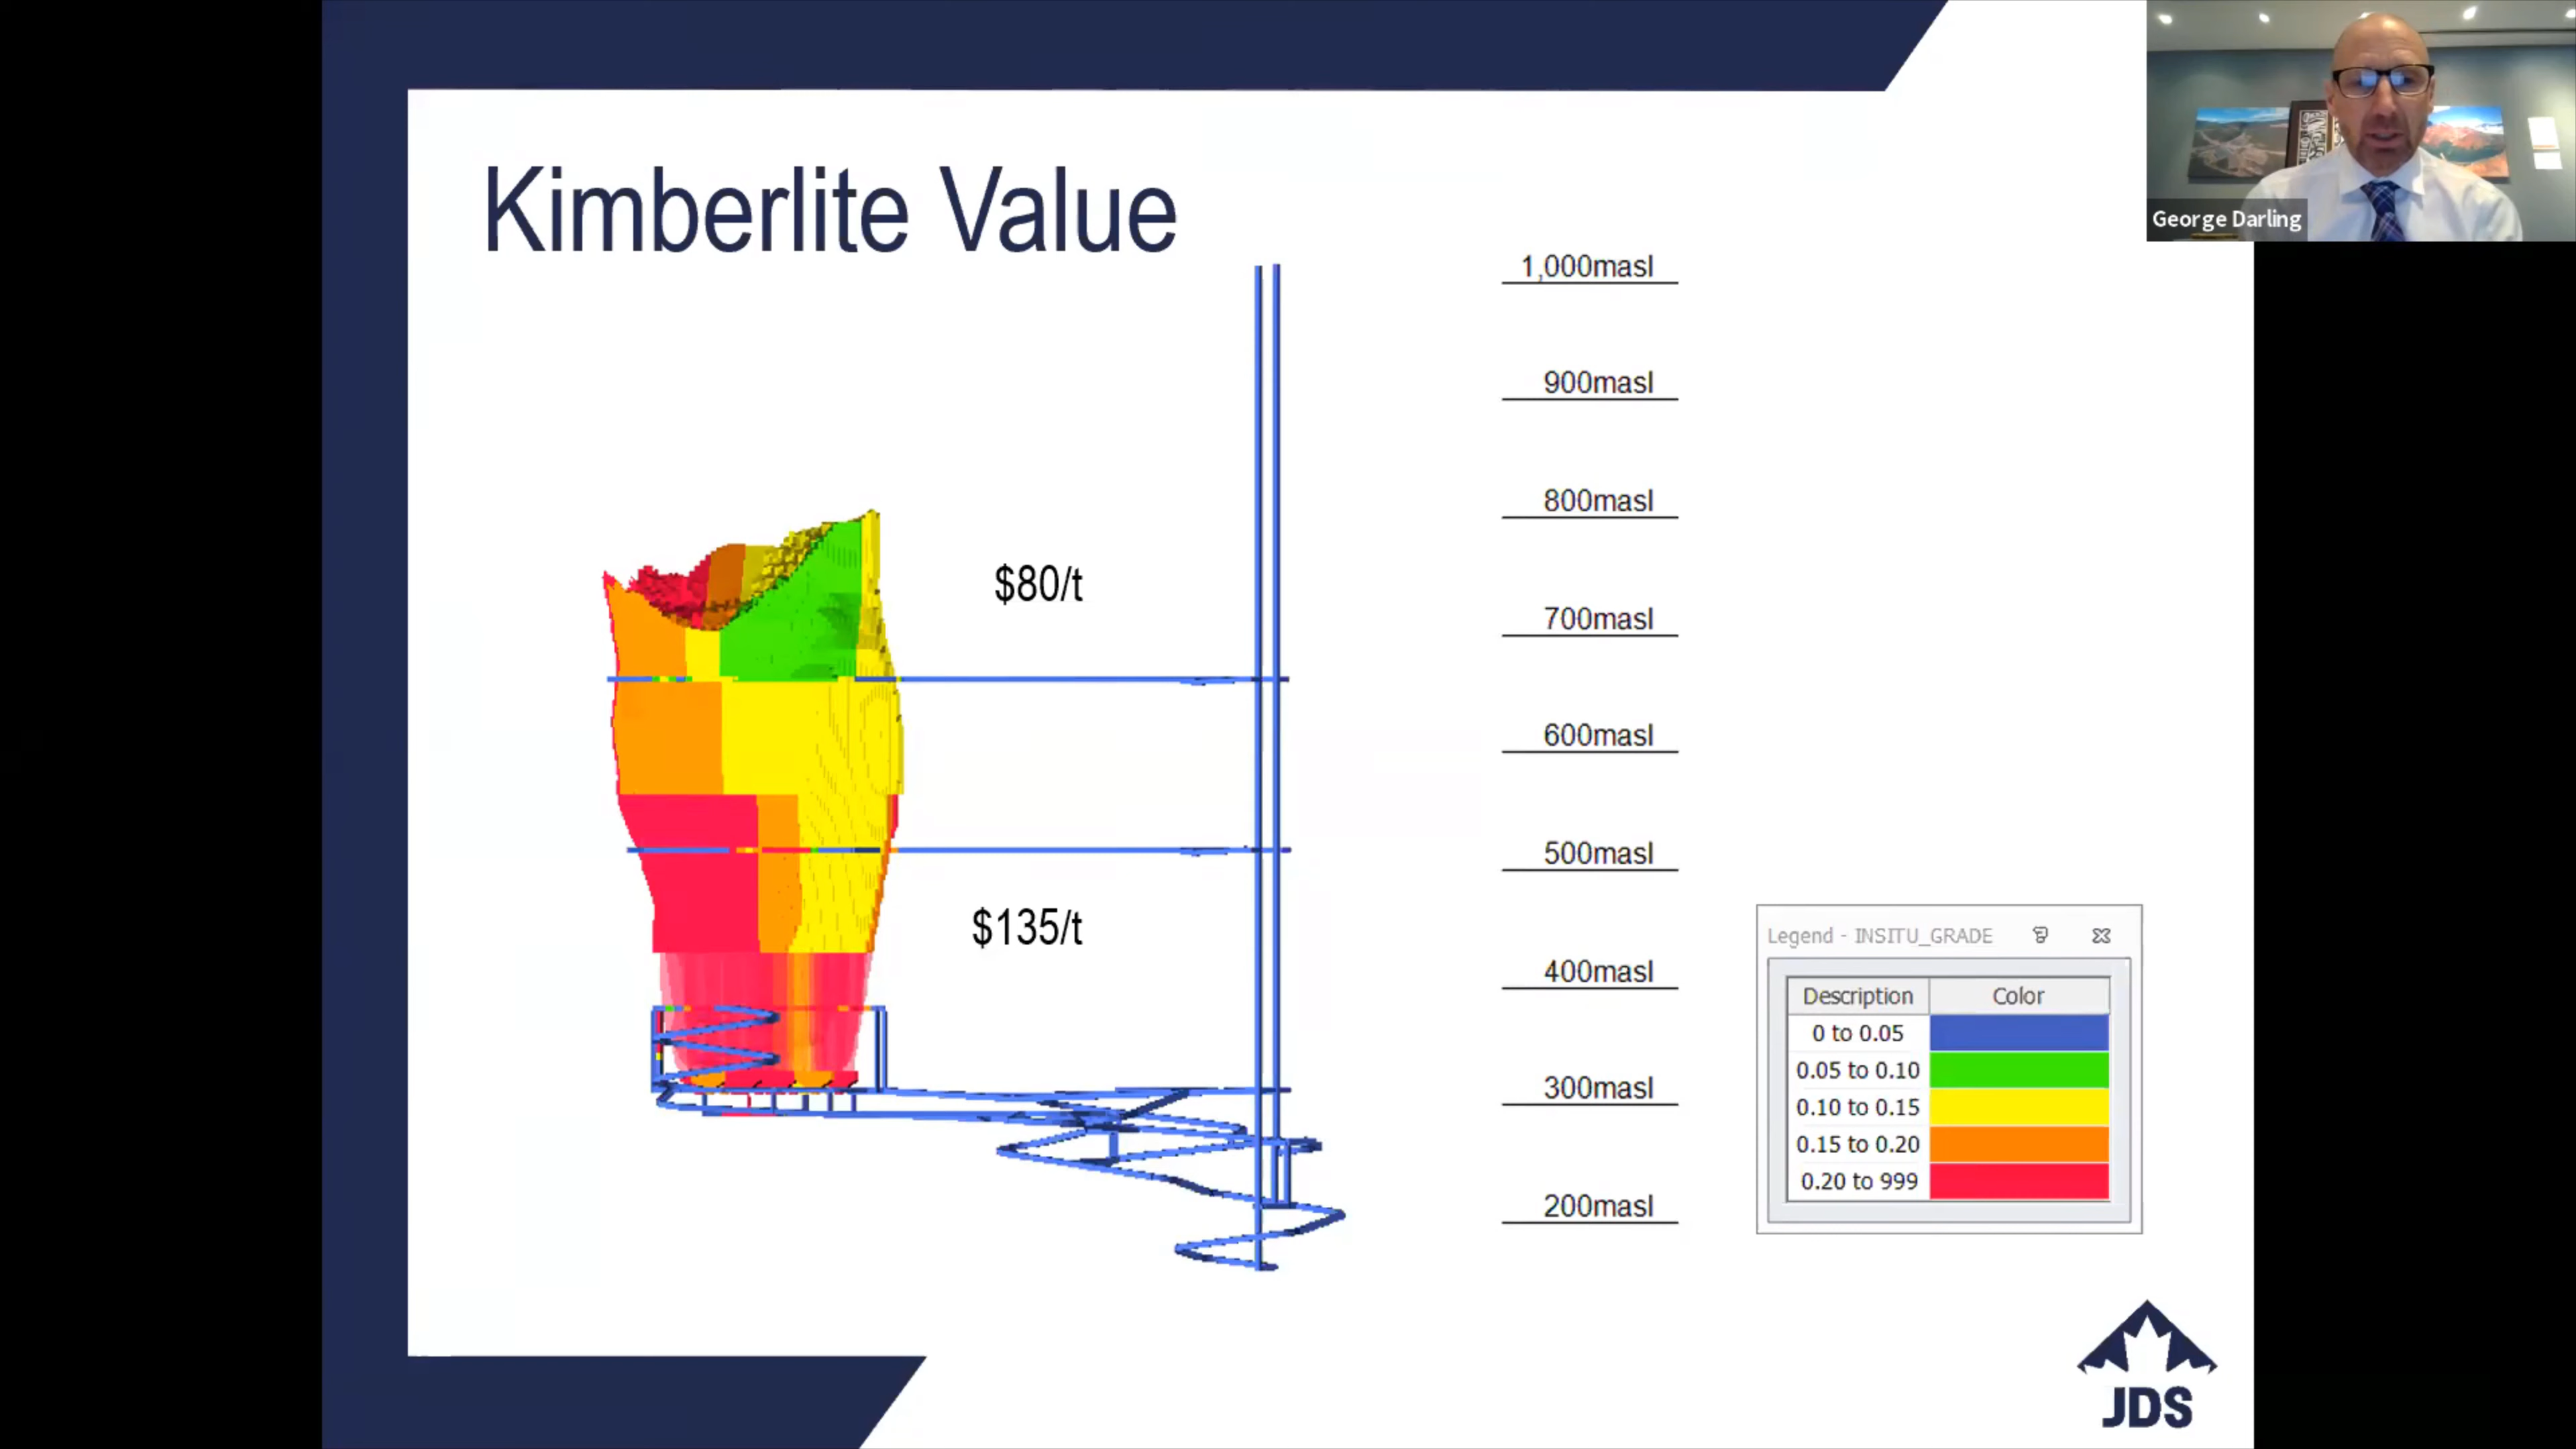 George Darling
Kimberlite Value
1,000masl
900masl
800masl
$80/t
700masl
600masl
500masl
$135/t
400masl
300masl
200masl
Legend - INSITU_GRADE
Description Color
0 to 0.05
0.05 to 0.10
0.10 to 0.15
0.15 to 0.20
0.20 to 999
JDS